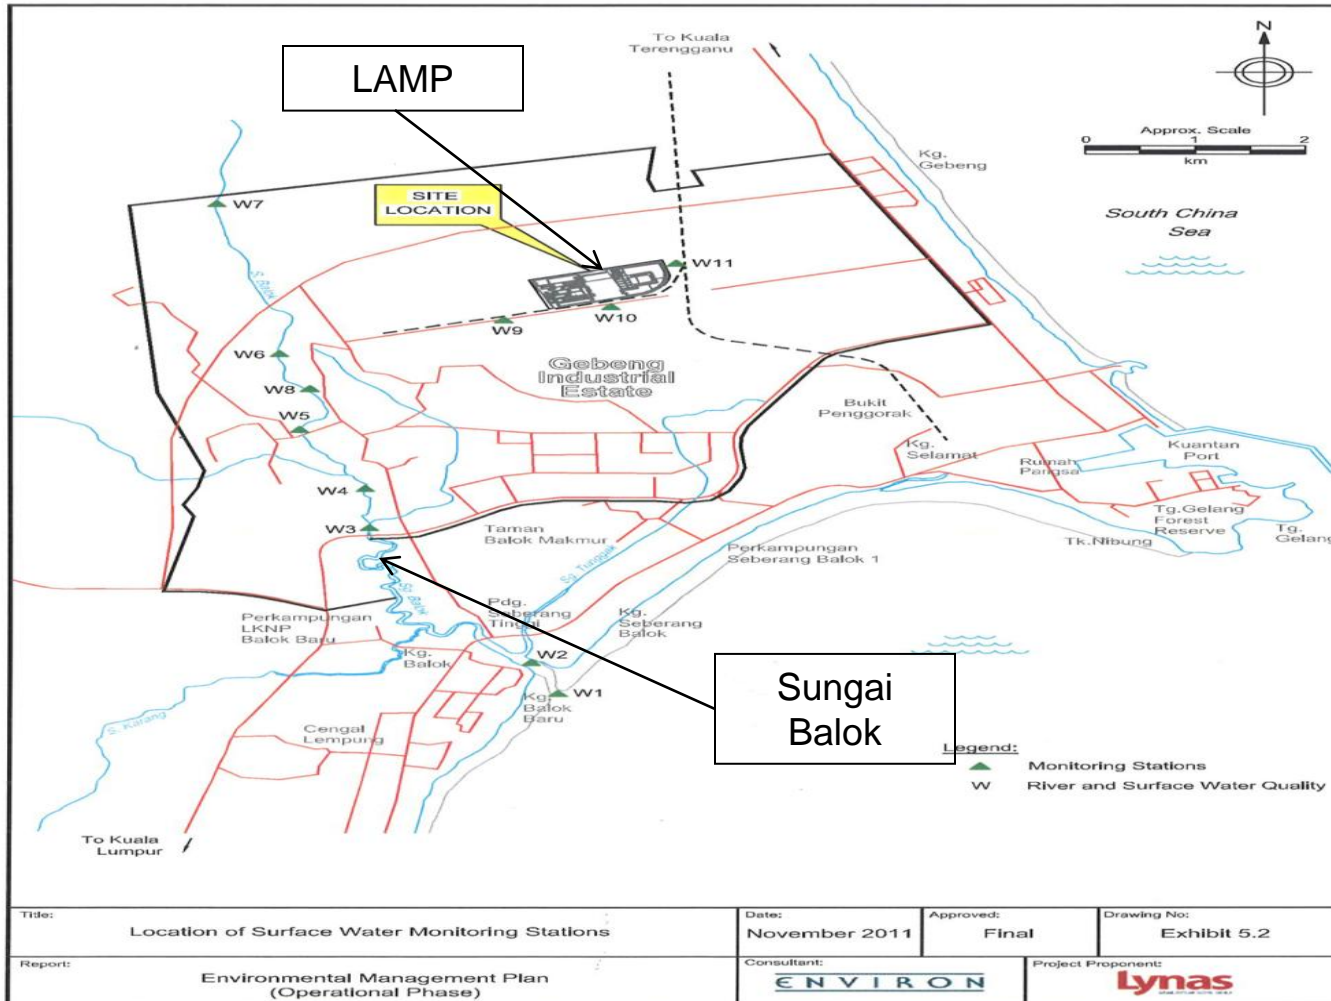 To Kuala
Terengganu
N
LAMP
Approx. Scale
0 1 2
km
Kg.
Gebeng
SITE
LOCATION
W7
South China
Sea
W11
S. Balok
W10
W9
W6
Gebeng
Industrial
Estate
W8
Bukit
Penggorak
W5
Kg.
Selamat
Kuantan
Port
Rumah
Pangsa
W4
Tg.Gelang
Forest
Reserve
Tg.
Gelang
W3
Taman
Balok Makmur
Tk.Nibung
Perkampungan
Seberang Balok 1
Sg. Tunggak
Sg. Balok
Pdg.
Seberang
Tinggi
Kg.
Seberang
Balok
Perkampungan
LKNP
Balok Baru
Kg.
Balok
W2
W1
Kg.
Balok
Baru
Sungai
Balok
S. Karang
Cengal
Lempung
Legend:
Monitoring Stations
W River and Surface Water Quality
To Kuala
Lumpur
Title:
Location of Surface Water Monitoring Stations
Date:
November 2011
Approved:
Final
Drawing No:
Exhibit 5.2
Report:
Environmental Management Plan
(Operational Phase)
Consultant:
ENVIRON
Project Proponent:
Lynas